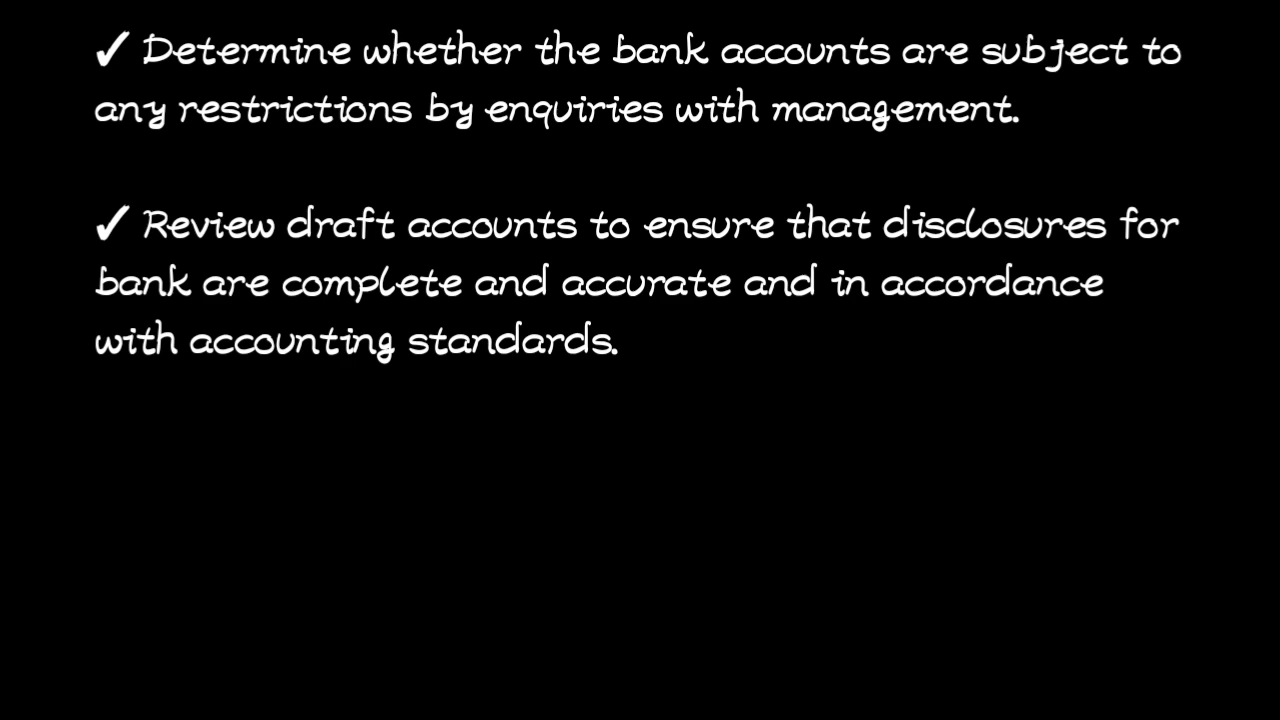 ✓ Determine whether the bank accounts are subject to
any restrictions by enquiries with management.
✓ Review draft accounts to ensure that disclosures for
bank are complete and accurate and in accordance
with accounting standards.